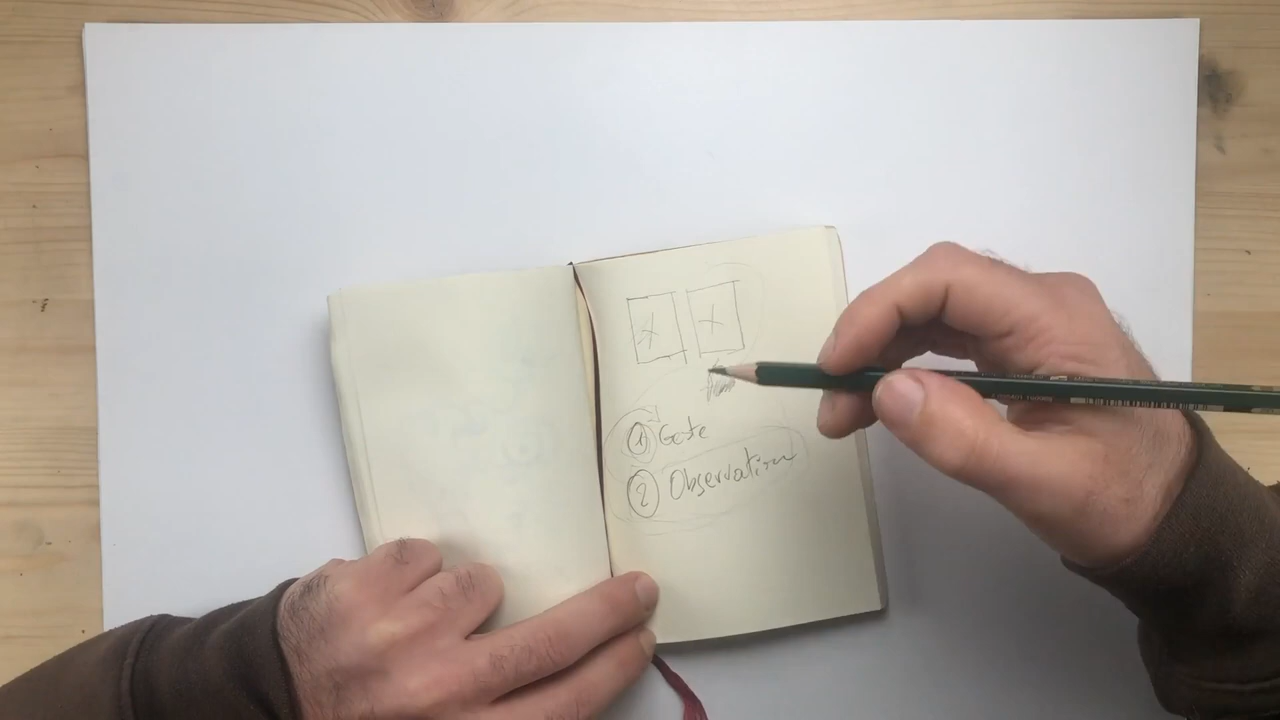 ① Gate
② Observation